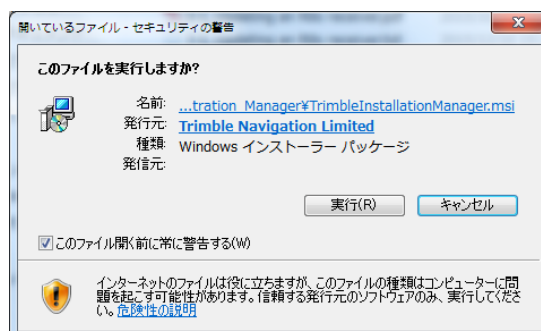 開いているファイル - セキュリティの警告
このファイルを実行しますか?
名前: ...tration Manager¥TrimbleInstallationManager.msi
発行元: Trimble Navigation Limited
種類: Windows インストーラー パッケージ
発信元:
実行(R) キャンセル
このファイル開く前に常に警告する(W)
インターネットのファイルは役に立ちますが、このファイルの種類はコンピューターに問
題を起こす可能性があります。信頼する発行元のソフトウェアのみ、実行してくださ
い。危険性の説明